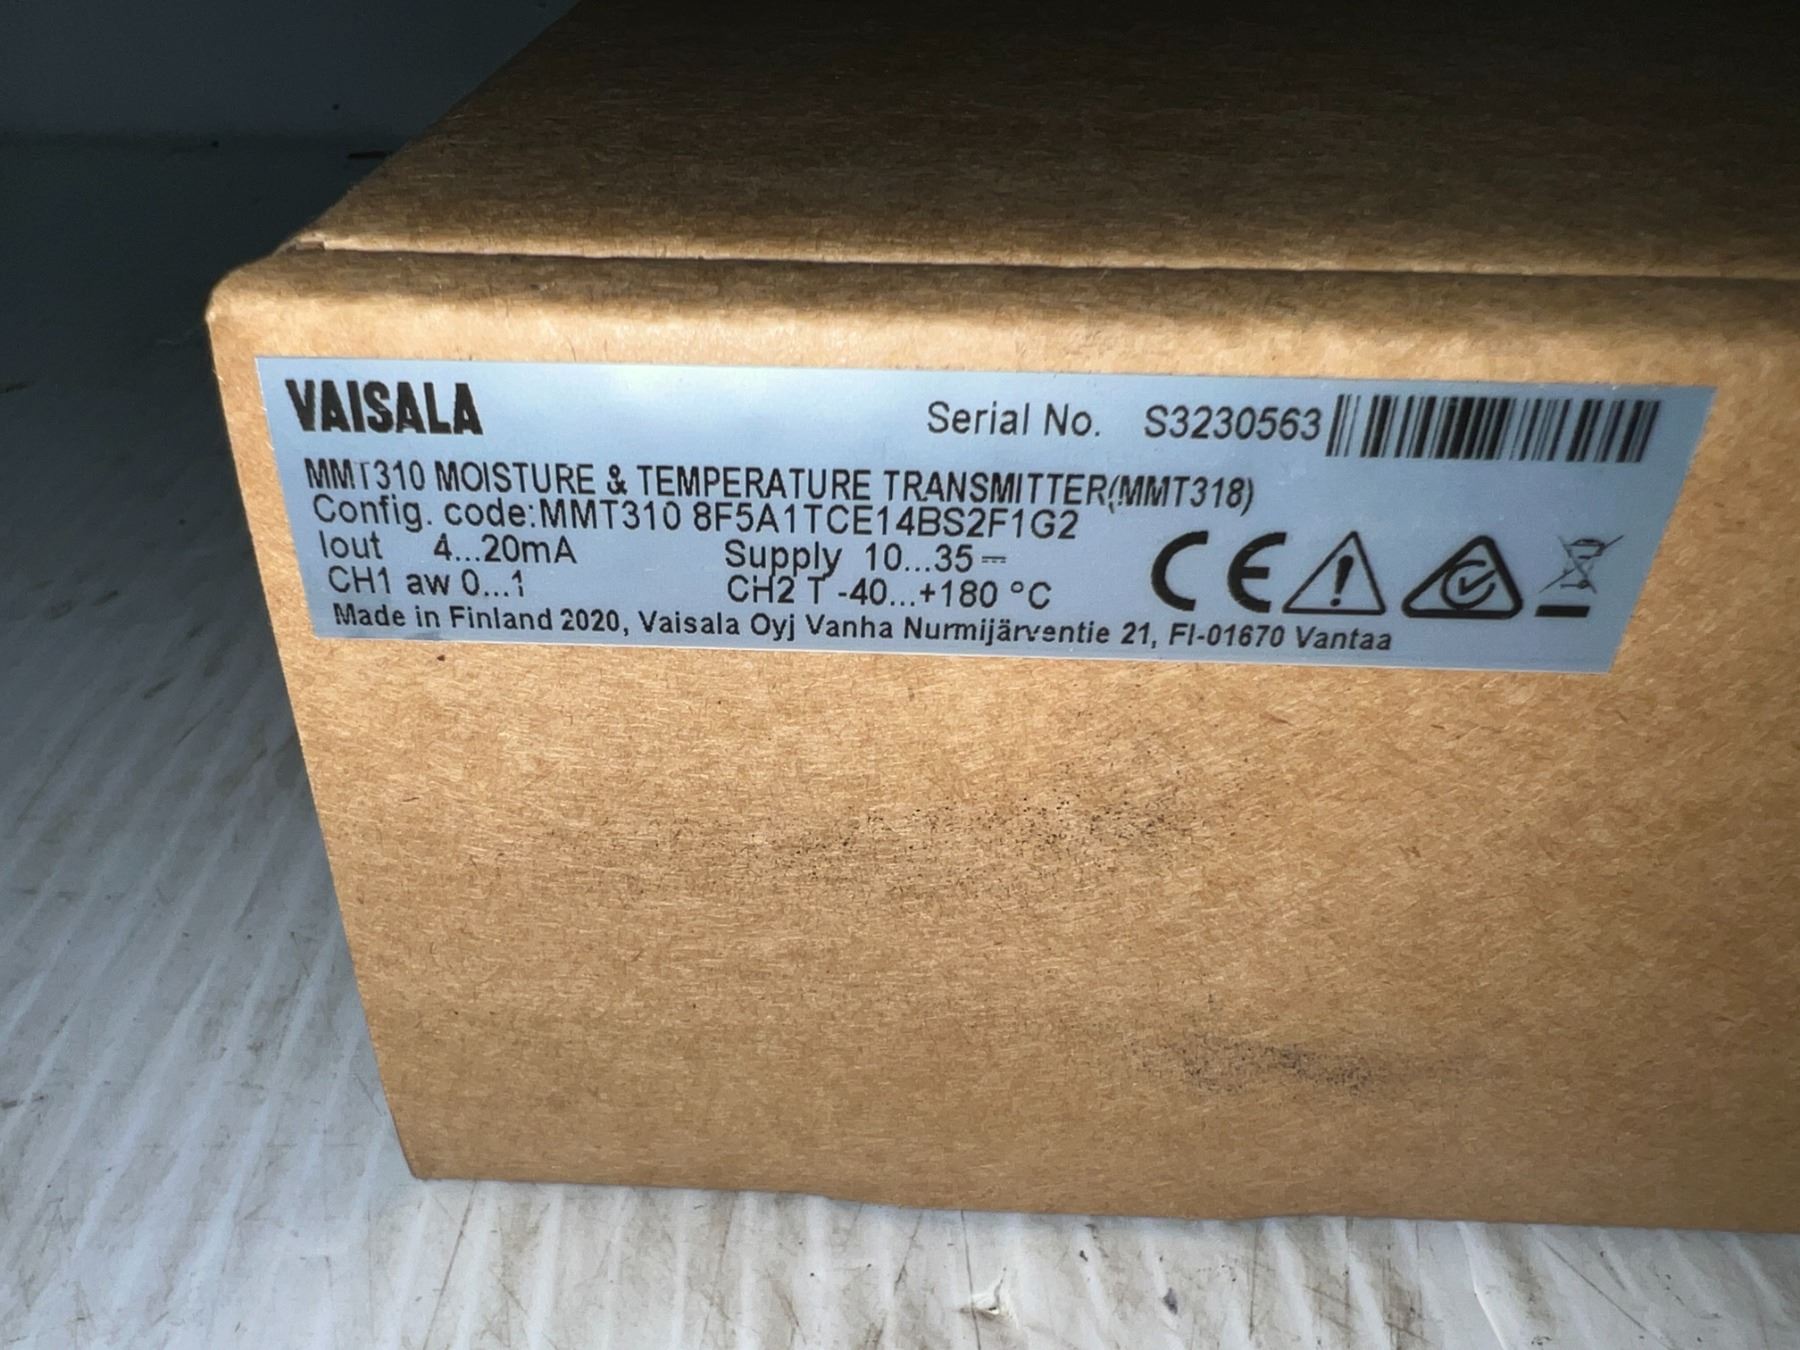 VAISALA
Serial No. S3230563
MMT310 MOISTURE & TEMPERATURE TRANSMITTER(MMT318)
Config. code:MMT310 8F5A1TCE14BS2F1G2
Iout 4...20mA Supply 10...35⎓
CH1 aw 0...1 CH2 T -40...+180 °C
CE
Made in Finland 2020, Vaisala Oyj Vanha Nurmijärventie 21, FI-01670 Vantaa